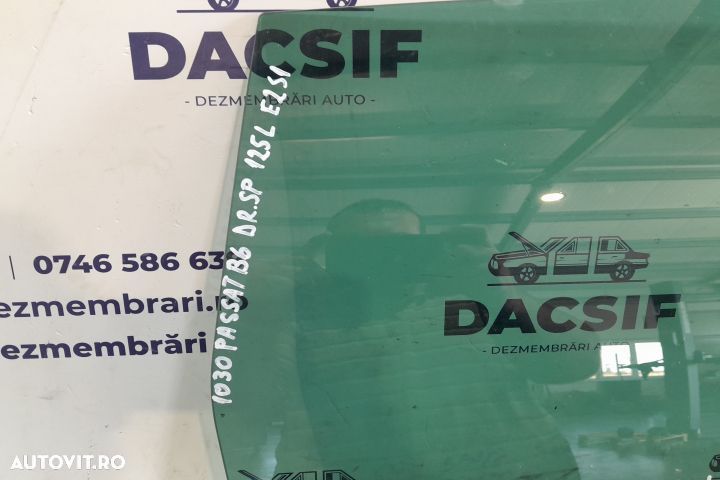 DACSIF
- DEZMEMBRĂRI AUTO -
1030 PASSAT B6 DR.SP 125L E2S1
| 0746 586 63
ezmembrari.ro
dezmembrări
DACSIF
- DEZMEMBRĂRI AUTO
AUTOVIT.RO